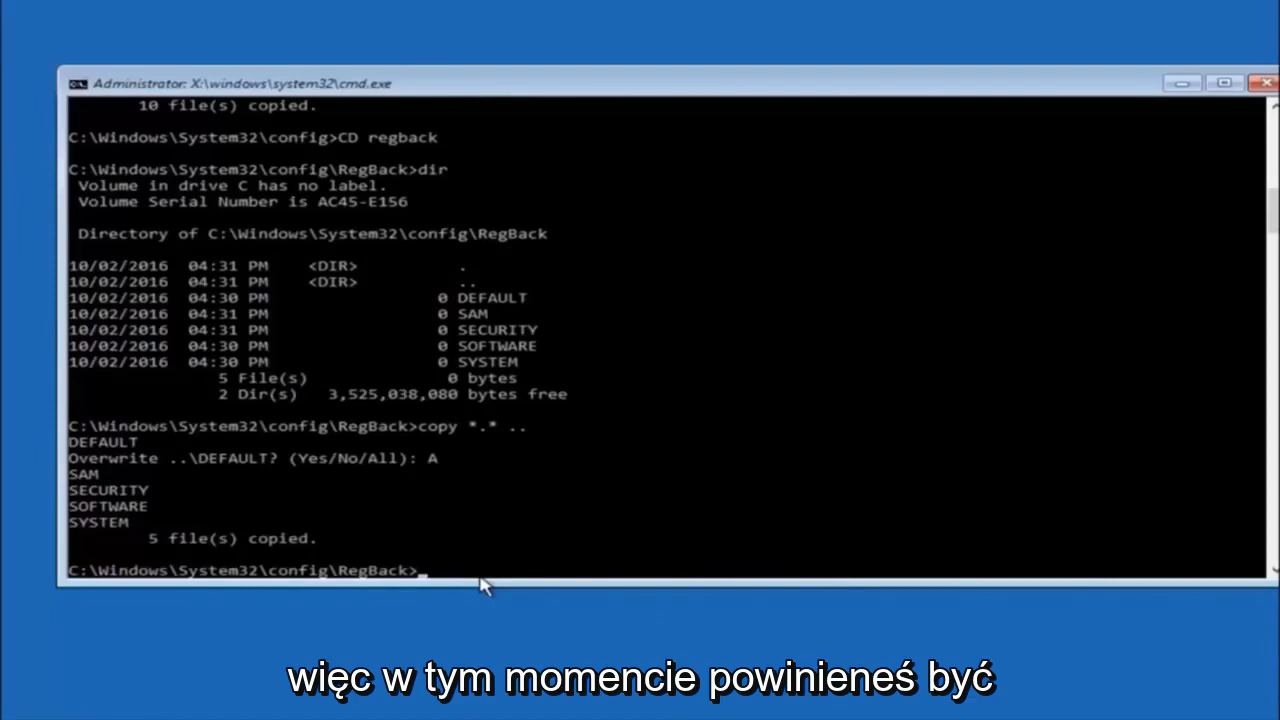 Administrator: X:\windows\system32\cmd.exe
10 file(s) copied.
C:\Windows\System32\config>CD regback
C:\Windows\System32\config\RegBack>dir
Volume in drive C has no label.
Volume Serial Number is AC45-E156
Directory of C:\Windows\System32\config\RegBack
10/02/2016 04:31 PM <DIR> .
10/02/2016 04:31 PM <DIR> ..
10/02/2016 04:30 PM 0 DEFAULT
10/02/2016 04:31 PM 0 SAM
10/02/2016 04:31 PM 0 SECURITY
10/02/2016 04:30 PM 0 SOFTWARE
10/02/2016 04:30 PM 0 SYSTEM
5 File(s) 0 bytes
2 Dir(s) 3,525,038,080 bytes free
C:\Windows\System32\config\RegBack>copy *.* ..
DEFAULT
Overwrite ..\DEFAULT? (Yes/No/All): A
SAM
SECURITY
SOFTWARE
SYSTEM
5 file(s) copied.
C:\Windows\System32\config\RegBack>_
więc w tym momencie powinieneś być